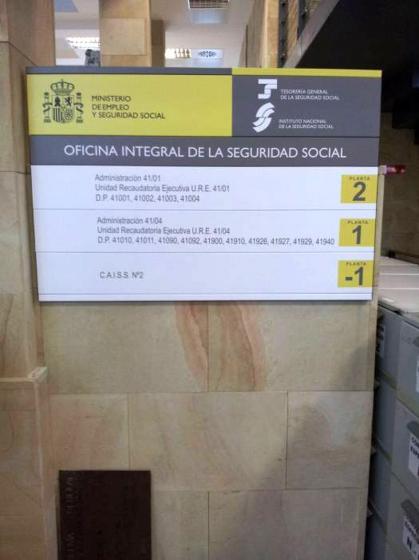 MINISTERIO
DE EMPLEO
Y SEGURIDAD SOCIAL
TESORERÍA GENERAL
DE LA SEGURIDAD SOCIAL
INSTITUTO NACIONAL
DE LA SEGURIDAD SOCIAL
OFICINA INTEGRAL DE LA SEGURIDAD SOCIAL
Administración 41/01
Unidad Recaudatoria Ejecutiva U.R.E. 41/01
D.P. 41001, 41002, 41003, 41004
PLANTA
2
Administración 41/04
Unidad Recaudatoria Ejecutiva U.R.E. 41/04
D.P. 41010, 41011, 41090, 41092, 41900, 41910, 41926, 41927, 41929, 41940
PLANTA
1
C.A.I.S.S. Nº2
PLANTA
-1